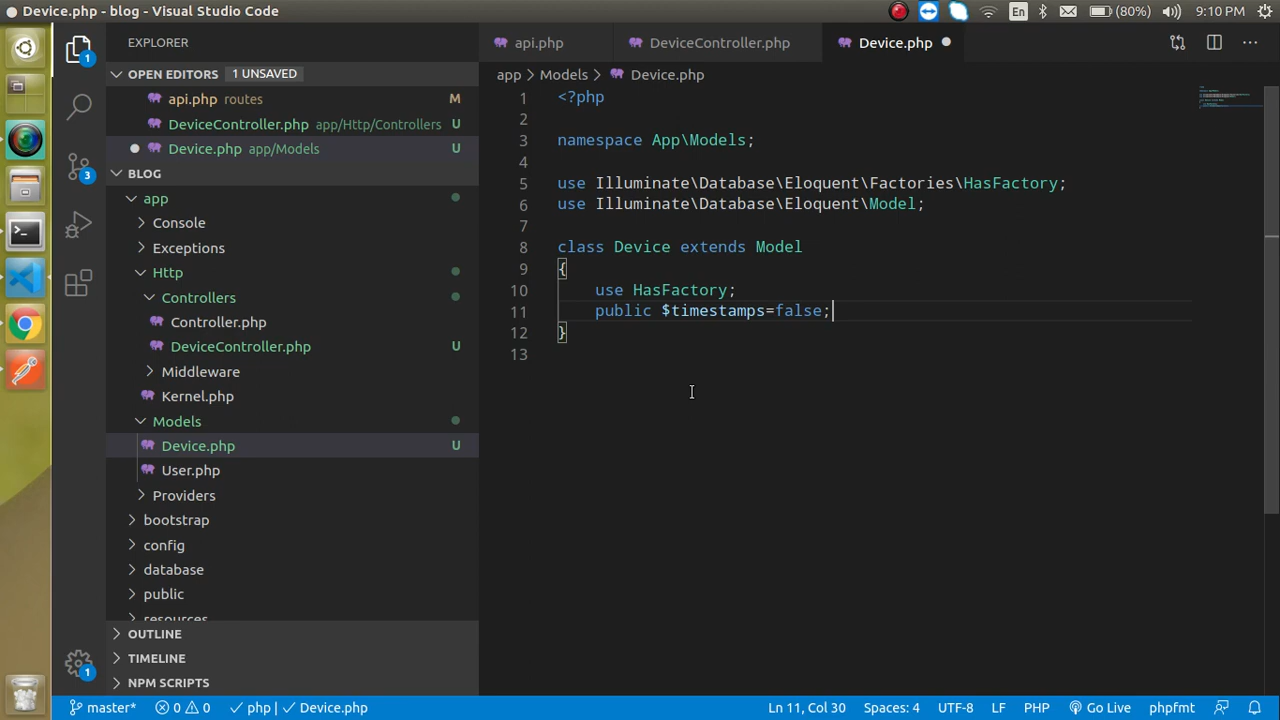 Device.php - blog - Visual Studio Code
En
(80%)
9:10 PM
EXPLORER
OPEN EDITORS
1 UNSAVED
api.php routes M
DeviceController.php app/Http/Controllers U
Device.php app/Models U
BLOG
app
Console
Exceptions
Http
Controllers
Controller.php
DeviceController.php U
Middleware
Kernel.php
Models
Device.php U
User.php
Providers
bootstrap
config
database
public
resources
OUTLINE
TIMELINE
NPM SCRIPTS
1
3
1
api.php
DeviceController.php
Device.php
app > Models > Device.php
1 <?php
2
3 namespace App\Models;
4
5 use Illuminate\Database\Eloquent\Factories\HasFactory;
6 use Illuminate\Database\Eloquent\Model;
7
8 class Device extends Model
9 {
10 use HasFactory;
11 public $timestamps=false;
12 }
13
master*
0
0
php
Device.php
Ln 11, Col 30
Spaces: 4
UTF-8
LF
PHP
Go Live
phpfmt